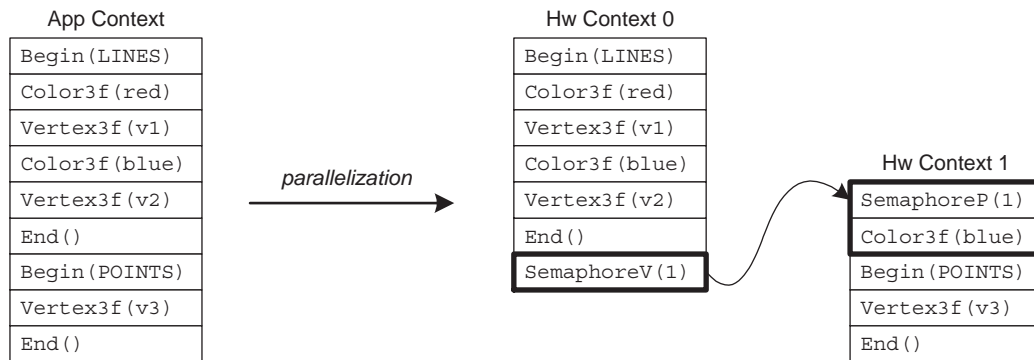 App Context
Begin(LINES)
Color3f(red)
Vertex3f(v1)
Color3f(blue)
Vertex3f(v2)
End()
Begin(POINTS)
Vertex3f(v3)
End()
parallelization
Hw Context 0
Begin(LINES)
Color3f(red)
Vertex3f(v1)
Color3f(blue)
Vertex3f(v2)
End()
SemaphoreV(1)
Hw Context 1
SemaphoreP(1)
Color3f(blue)
Begin(POINTS)
Vertex3f(v3)
End()